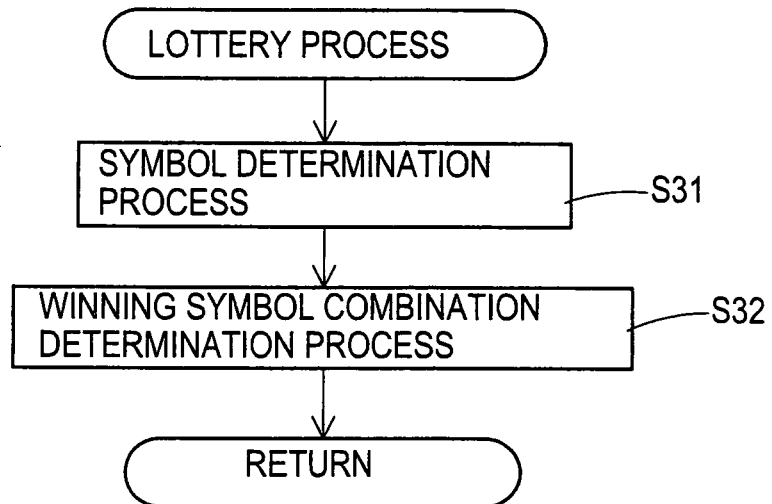 LOTTERY PROCESS
SYMBOL DETERMINATION
PROCESS
S31
WINNING SYMBOL COMBINATION
DETERMINATION PROCESS
S32
RETURN